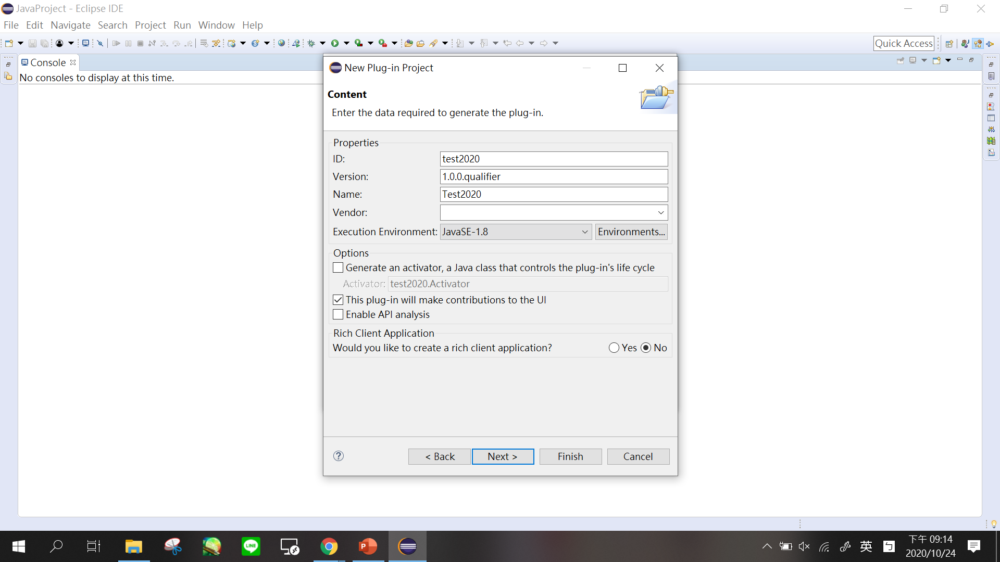 JavaProject - Eclipse IDE
File Edit Navigate Search Project Run Window Help
Quick Access
Console
No consoles to display at this time.
New Plug-in Project
Content
Enter the data required to generate the plug-in.
Properties
ID: test2020
Version: 1.0.0.qualifier
Name: Test2020
Vendor:
Execution Environment: JavaSE-1.8 Environments...
Options
Generate an activator, a Java class that controls the plug-in's life cycle
Activator: test2020.Activator
This plug-in will make contributions to the UI
Enable API analysis
Rich Client Application
Would you like to create a rich client application? Yes No
? < Back Next > Finish Cancel
LINE
P
英
下午 09:14
2020/10/24